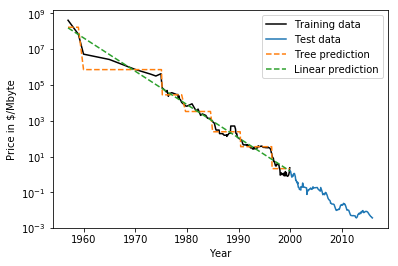 10⁹
10⁷
10⁵
10³
10¹
10⁻¹
10⁻³
Price in $/Mbyte
Training data
Test data
Tree prediction
Linear prediction
1960 1970 1980 1990 2000 2010
Year